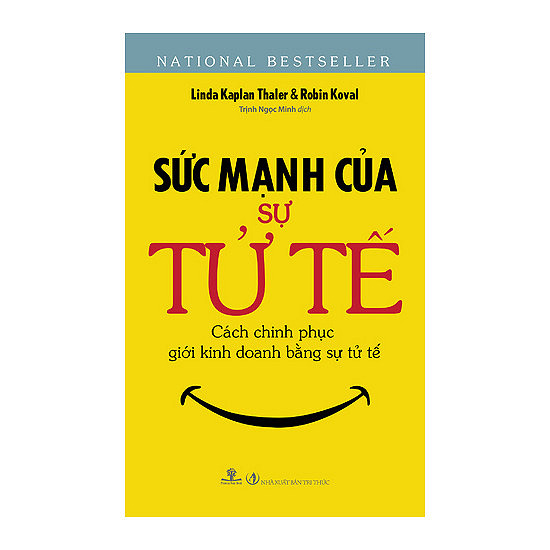 NATIONAL BESTSELLER
Linda Kaplan Thaler & Robin Koval
Trịnh Ngọc Minh dịch
SỨC MẠNH CỦA
SỰ
TỬ TẾ
Cách chinh phục
giới kinh doanh bằng sự tử tế
NHÀ XUẤT BẢN TRI THỨC